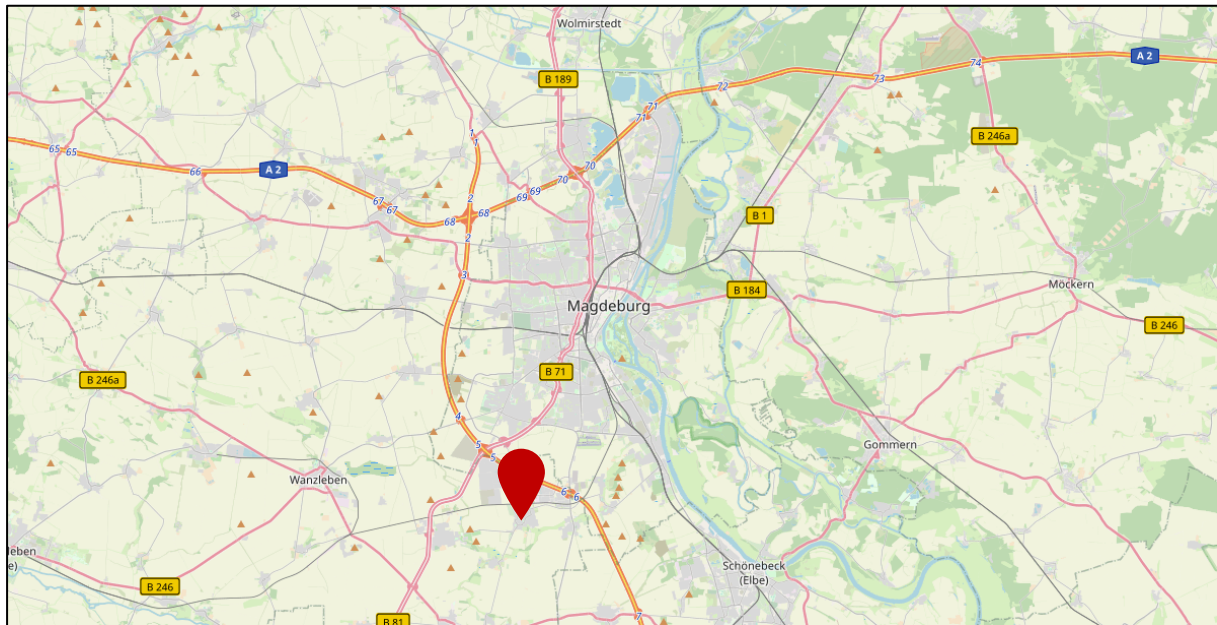 Wolmirstedt
A 2
B 189
74
73
72
71
71
B 246a
1
1
65
65
66
A 2
70
70
69
69
67
67
2
68
68
2
B 1
3
B 184
Möckern
Magdeburg
B 246
B 71
B 246a
4
5
5
Gommern
Wanzleben
6
6
leben
e)
Schönebeck
(Elbe)
B 246
7
B 81